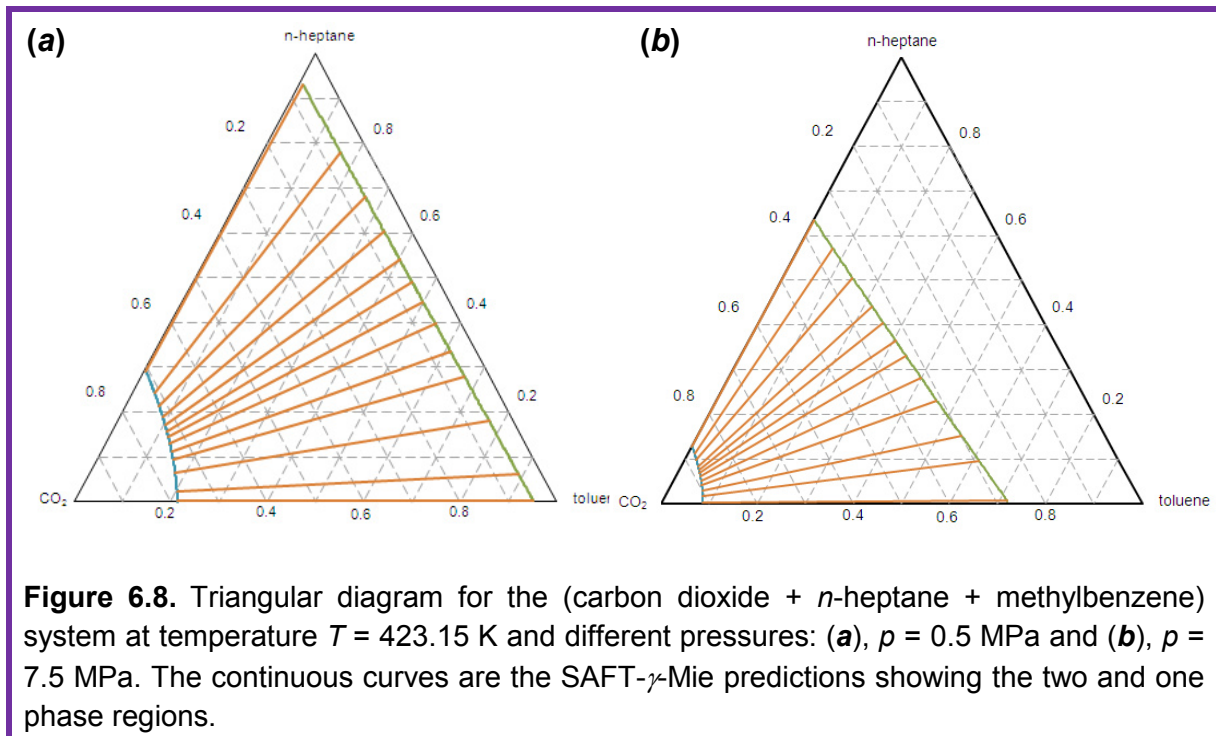 (a)
n-heptane
0.2
0.8
0.4
0.6
0.6
0.4
0.8
0.2
CO₂
toluer
0.2
0.4
0.6
0.8
(b)
n-heptane
0.2
0.8
0.4
0.6
0.6
0.4
0.8
0.2
CO₂
toluene
0.2
0.4
0.6
0.8
Figure 6.8. Triangular diagram for the (carbon dioxide + n-heptane + methylbenzene)
system at temperature T = 423.15 K and different pressures: (a), p = 0.5 MPa and (b), p =
7.5 MPa. The continuous curves are the SAFT-γ-Mie predictions showing the two and one
phase regions.